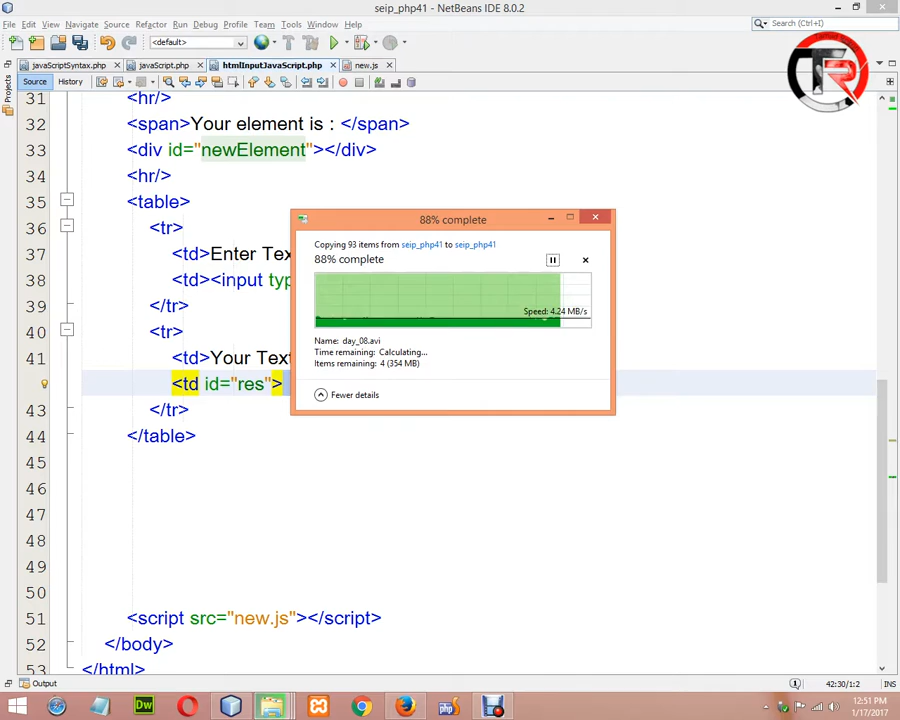 seip_php41 - NetBeans IDE 8.0.2
File Edit View Navigate Source Refactor Run Debug Profile Team Tools Window Help
<default>
Search (Ctrl+I)
javaScriptSyntax.php
javaScript.php
htmlInputJavaScript.php
new.js
Source
History
Projects
TR
31 <hr/>
32 <span>Your element is : </span>
33 <div id="newElement"></div>
34 <hr/>
35 <table>
36 <tr>
37 <td>Enter Tex
38 <td><input typ
39 </tr>
40 <tr>
41 <td>Your Text
<td id="res">
43 </tr>
44 </table>
45
46
47
48
49
50
51 <script src="new.js"></script>
52 </body>
53 </html>
88% complete
Copying 93 items from seip_php41 to seip_php41
88% complete
Speed: 4.24 MB/s
Name: day_08.avi
Time remaining: Calculating...
Items remaining: 4 (354 MB)
Fewer details
Output
42:30/1:2
INS
Dw
12:51 PM
1/17/2017